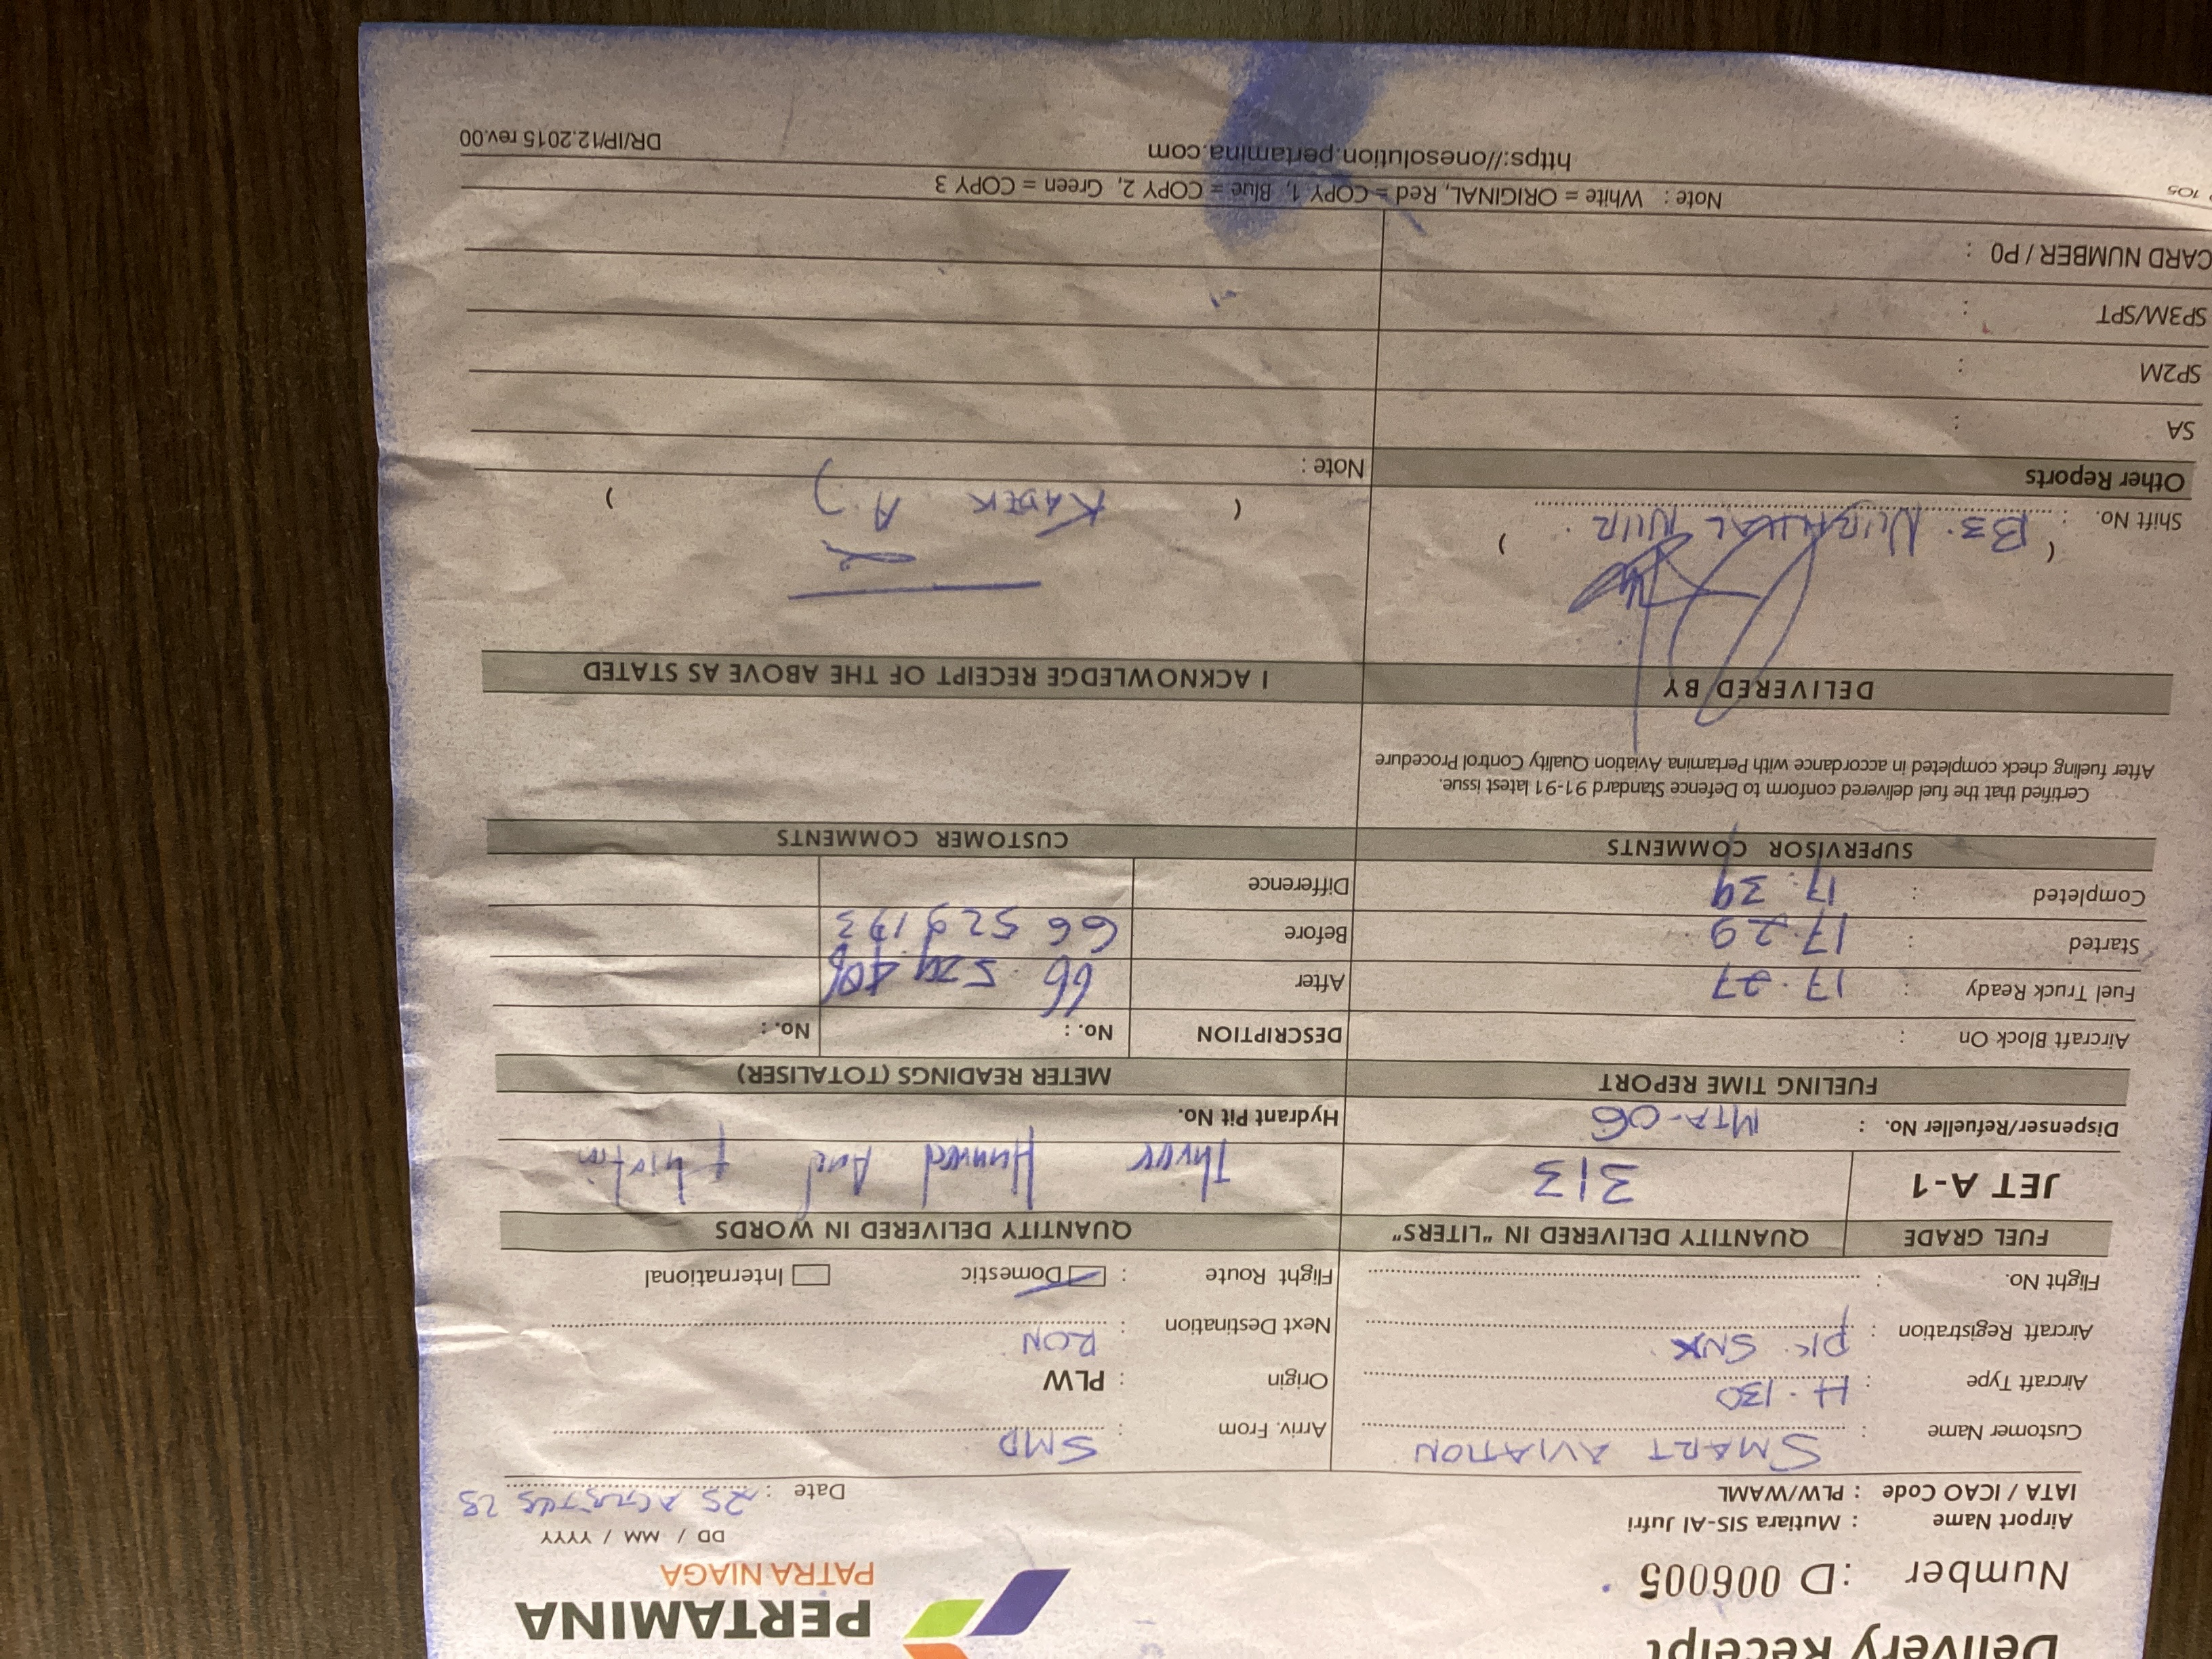 Delivery Receipt
PERTAMINA
PATRA NIAGA
Number : D 006005
DD / MM / YYYY
Airport Name : Mutiara SIS-Al Jufri
IATA / ICAO Code : PLW/WAML
Date : 25 AGUSTUS 25
Customer Name : SMART AVIATION
Arriv. From : SMD
Aircraft Type : H-130
Origin : PLW
Aircraft Registration : PK-SNX
Next Destination : RON
Flight No. :
Flight Route : Domestic International
FUEL GRADE QUANTITY DELIVERED IN "LITERS" QUANTITY DELIVERED IN WORDS
JET A-1 313 Three Hundred And
Dispenser/Refueller No. : MTA-06 Hydrant Pit No.
FUELING TIME REPORT METER READINGS (TOTALISER)
Aircraft Block On : DESCRIPTION No. : No. :
Fuel Truck Ready : 17.27 After 66 529
Started : 17.29 Before 66 529 193
Completed : 17.39 Difference
SUPERVISOR COMMENTS CUSTOMER COMMENTS
Certified that the fuel delivered conform to Defence Standard 91-91 latest issue.
After fueling check completed in accordance with Pertamina Aviation Quality Control Procedure
DELIVERED BY I ACKNOWLEDGE RECEIPT OF THE ABOVE AS STATED
Shift No. : ( B3. NUR )
( KADEK A. )
Other Reports Note :
SA :
SP2M :
SP3M/SPT :
CARD NUMBER / PO :
105
Note : White = ORIGINAL, Red = COPY 1, Blue = COPY 2, Green = COPY 3
https://onesolution.pertamina.com
DR/IP/12.2015 rev.00